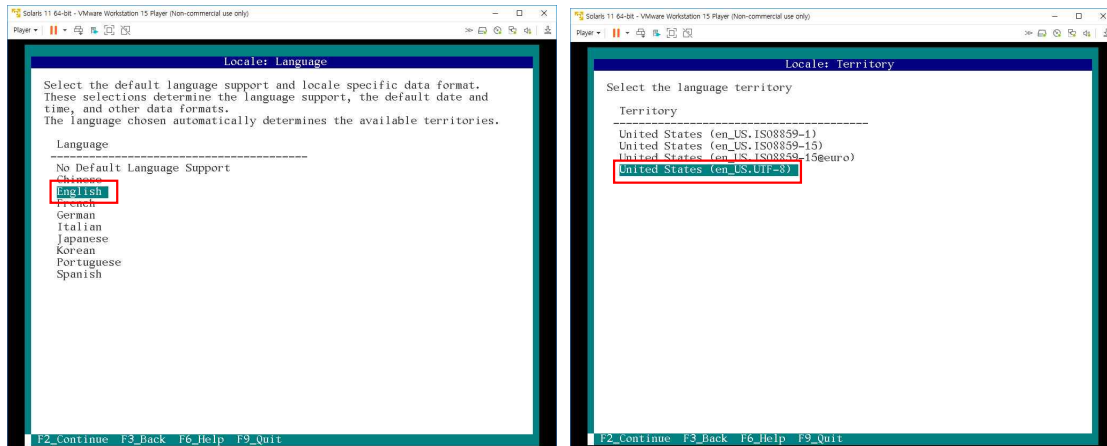 Solaris 11 64-bit - VMware Workstation 15 Player (Non-commercial use only)
Player
Locale: Language
Select the default language support and locale specific data format.
These selections determine the language support, the default date and
time, and other data formats.
The language chosen automatically determines the available territories.
Language
No Default Language Support
Chinese
English
French
German
Italian
Japanese
Korean
Portuguese
Spanish
F2_Continue F3_Back F6_Help F9_Quit
Solaris 11 64-bit - VMware Workstation 15 Player (Non-commercial use only)
Player
Locale: Territory
Select the language territory
Territory
United States (en_US.ISO8859-1)
United States (en_US.ISO8859-15)
United States (en_US.ISO8859-15@euro)
United States (en_US.UTF-8)
F2_Continue F3_Back F6_Help F9_Quit